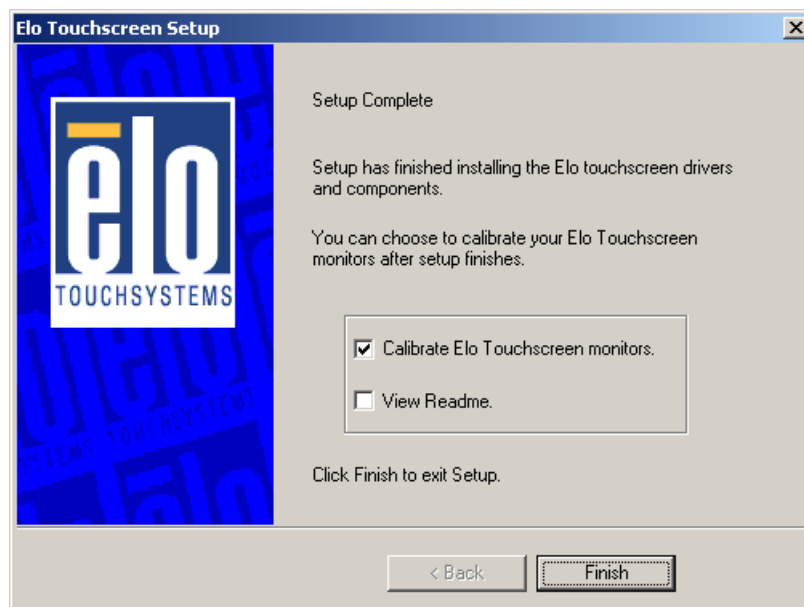 Elo Touchscreen Setup
Setup Complete
Setup has finished installing the Elo touchscreen drivers
and components.
You can choose to calibrate your Elo Touchscreen
monitors after setup finishes.
Calibrate Elo Touchscreen monitors.
View Readme.
Click Finish to exit Setup.
< Back
Finish
ēlo
TOUCHSYSTEMS